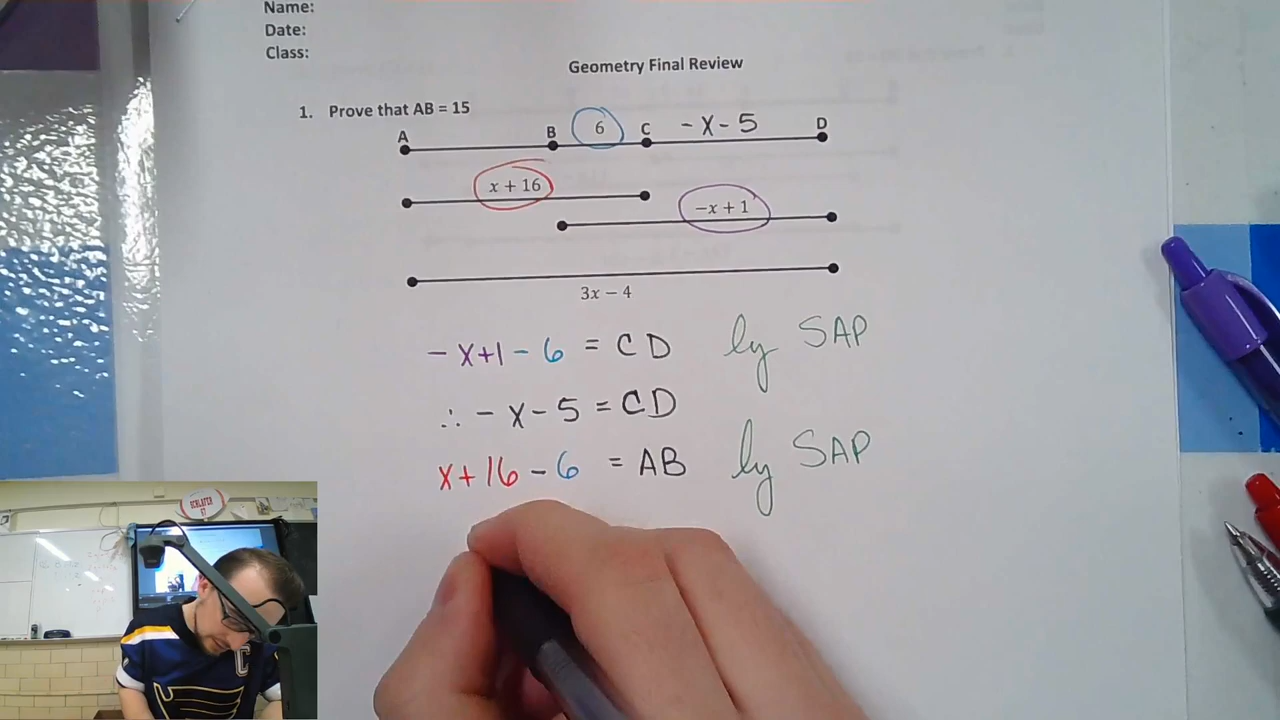 Name:
Date:
Class:
Geometry Final Review
1. Prove that AB = 15
A B 6 C -x-5 D
x + 16
−x + 1
3x − 4
-x+1-6 = CD by SAP
∴ -x-5 = CD
x+16-6 = AB by SAP
SCHLATER
C